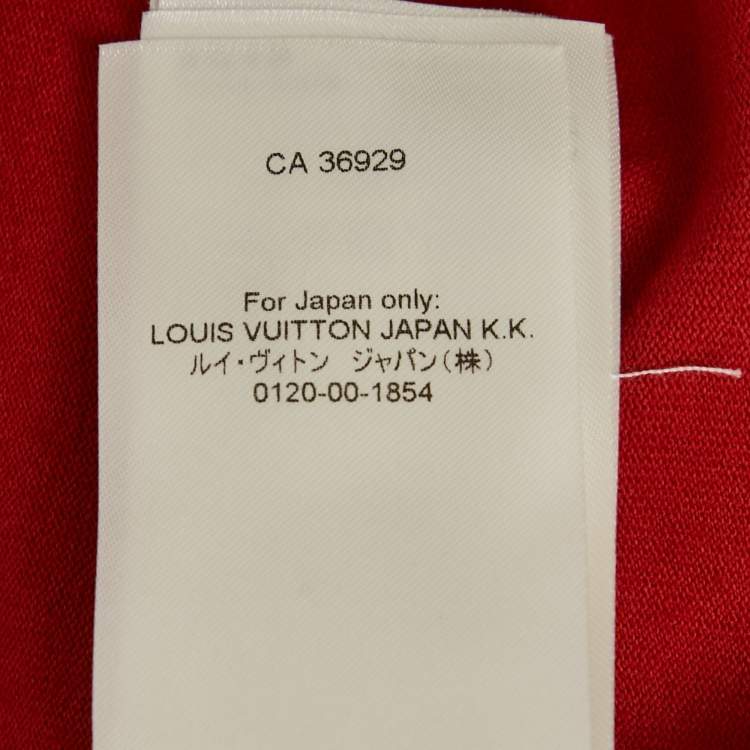 CA 36929
For Japan only:
LOUIS VUITTON JAPAN K.K.
ルイ・ヴィトン　ジャパン(株)
0120-00-1854